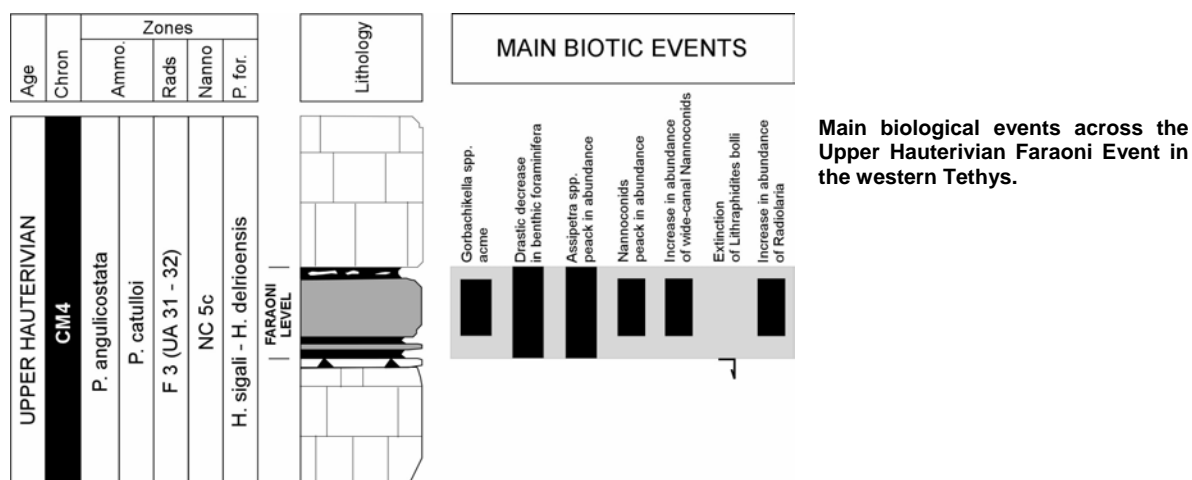 Age
Chron
Zones
Ammo.
Rads
Nanno
P. for.
Lithology
MAIN BIOTIC EVENTS
UPPER HAUTERIVIAN
CM4
P. angulicostata
P. catulloi
F 3 (UA 31 - 32)
NC 5c
H. sigali - H. delrioensis
FARAONI
LEVEL
Gorbachikella spp.
acme
Drastic decrease
in benthic foraminifera
Assipetra spp.
peack in abundance
Nannoconids
peack in abundance
Increase in abundance
of wide-canal Nannoconids
Extinction
of Lithraphidites bolli
Increase in abundance
of Radiolaria
Main biological events across the
Upper Hauterivian Faraoni Event in
the western Tethys.